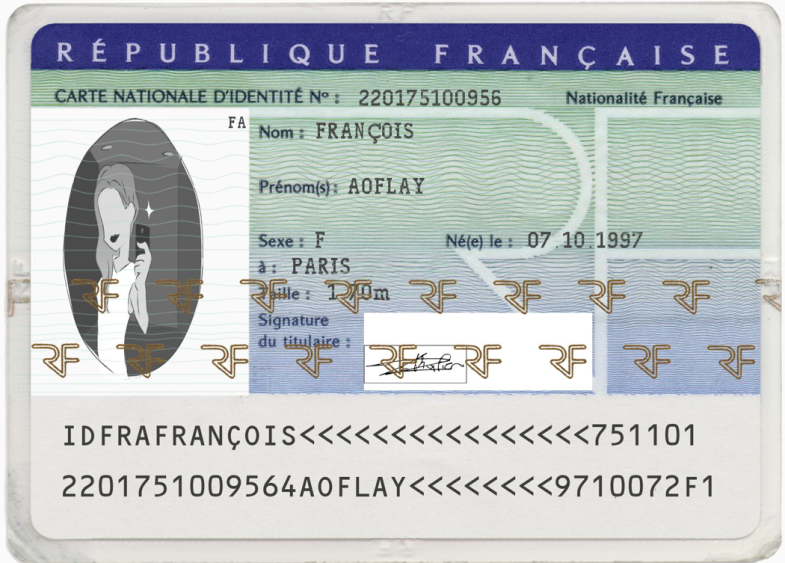 RÉPUBLIQUE FRANÇAISE
CARTE NATIONALE D'IDENTITÉ Nº : 220175100956 Nationalité Française
FA
Nom : FRANÇOIS
Prénom(s) : AOFLAY
Sexe : F Né(e) le : 07.10.1997
à : PARIS
Taille : 1,70m
Signature
du titulaire :
RF RF RF RF RF RF RF RF
RF RF RF RF RF RF RF RF RF
IDFRAFRANÇOIS<<<<<<<<<<<<<<<<<751101
2201751009564AOFLAY<<<<<<<<9710072F1